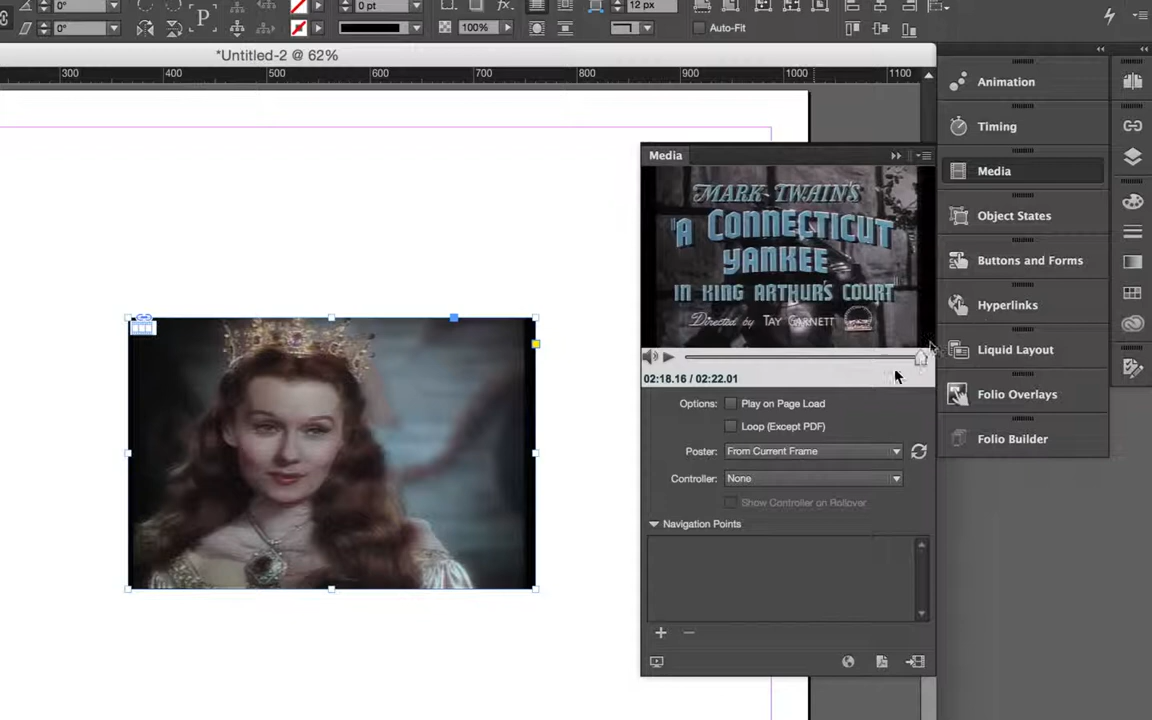 0°
0 pt
12 px
0°
P
fx.
100%
Auto-Fit
*Untitled-2 @ 62%
300 400 500 600 700 800 900 1000 1100
Animation
Timing
Media
Object States
Buttons and Forms
Hyperlinks
Liquid Layout
Folio Overlays
Folio Builder
Media
MARK TWAIN'S
"A CONNECTICUT
YANKEE
IN KING ARTHUR'S COURT"
Directed by TAY GARNETT
02:18.16 / 02:22.01
Options: Play on Page Load
Loop (Except PDF)
Poster: From Current Frame
Controller: None
Show Controller on Rollover
Navigation Points